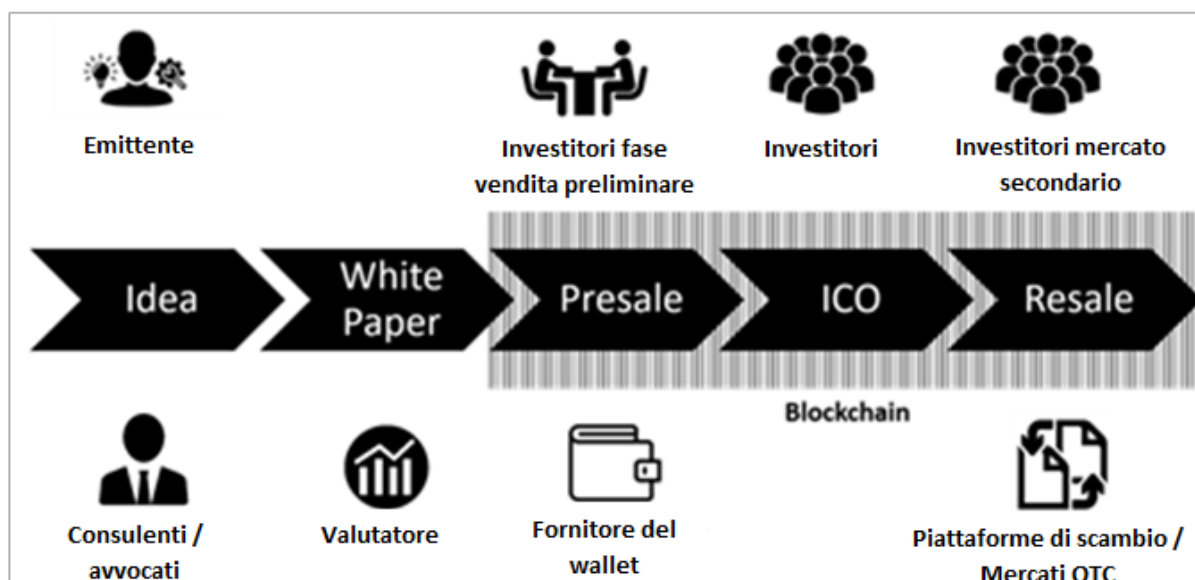 Emittente
Investitori fase
vendita preliminare
Investitori
Investitori mercato
secondario
Idea
White
Paper
Presale
ICO
Resale
Blockchain
Consulenti /
avvocati
Valutatore
Fornitore del
wallet
Piattaforme di scambio /
Mercati OTC